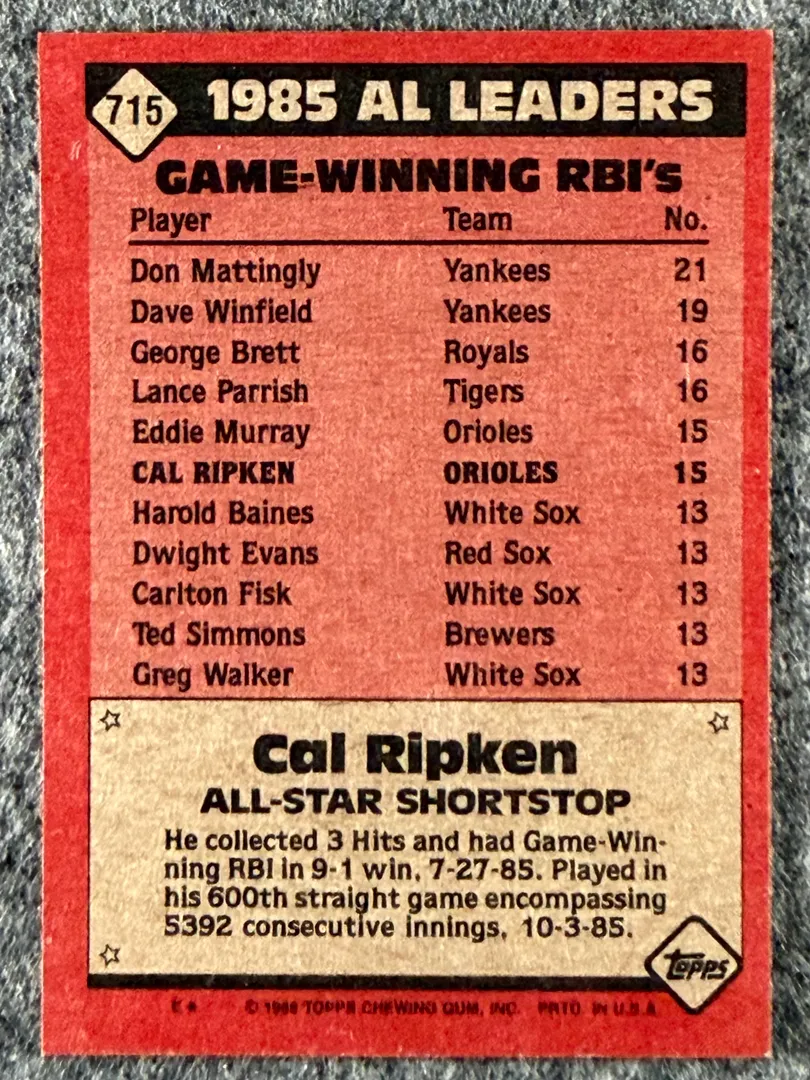 715 1985 AL LEADERS
GAME-WINNING RBI's
Player Team No.
Don Mattingly Yankees 21
Dave Winfield Yankees 19
George Brett Royals 16
Lance Parrish Tigers 16
Eddie Murray Orioles 15
CAL RIPKEN ORIOLES 15
Harold Baines White Sox 13
Dwight Evans Red Sox 13
Carlton Fisk White Sox 13
Ted Simmons Brewers 13
Greg Walker White Sox 13
Cal Ripken
ALL-STAR SHORTSTOP
He collected 3 Hits and had Game-Win-
ning RBI in 9-1 win, 7-27-85. Played in
his 600th straight game encompassing
5392 consecutive innings, 10-3-85.
topps
© 1986 TOPPS CHEWING GUM, INC. PRTD. IN U.S.A.